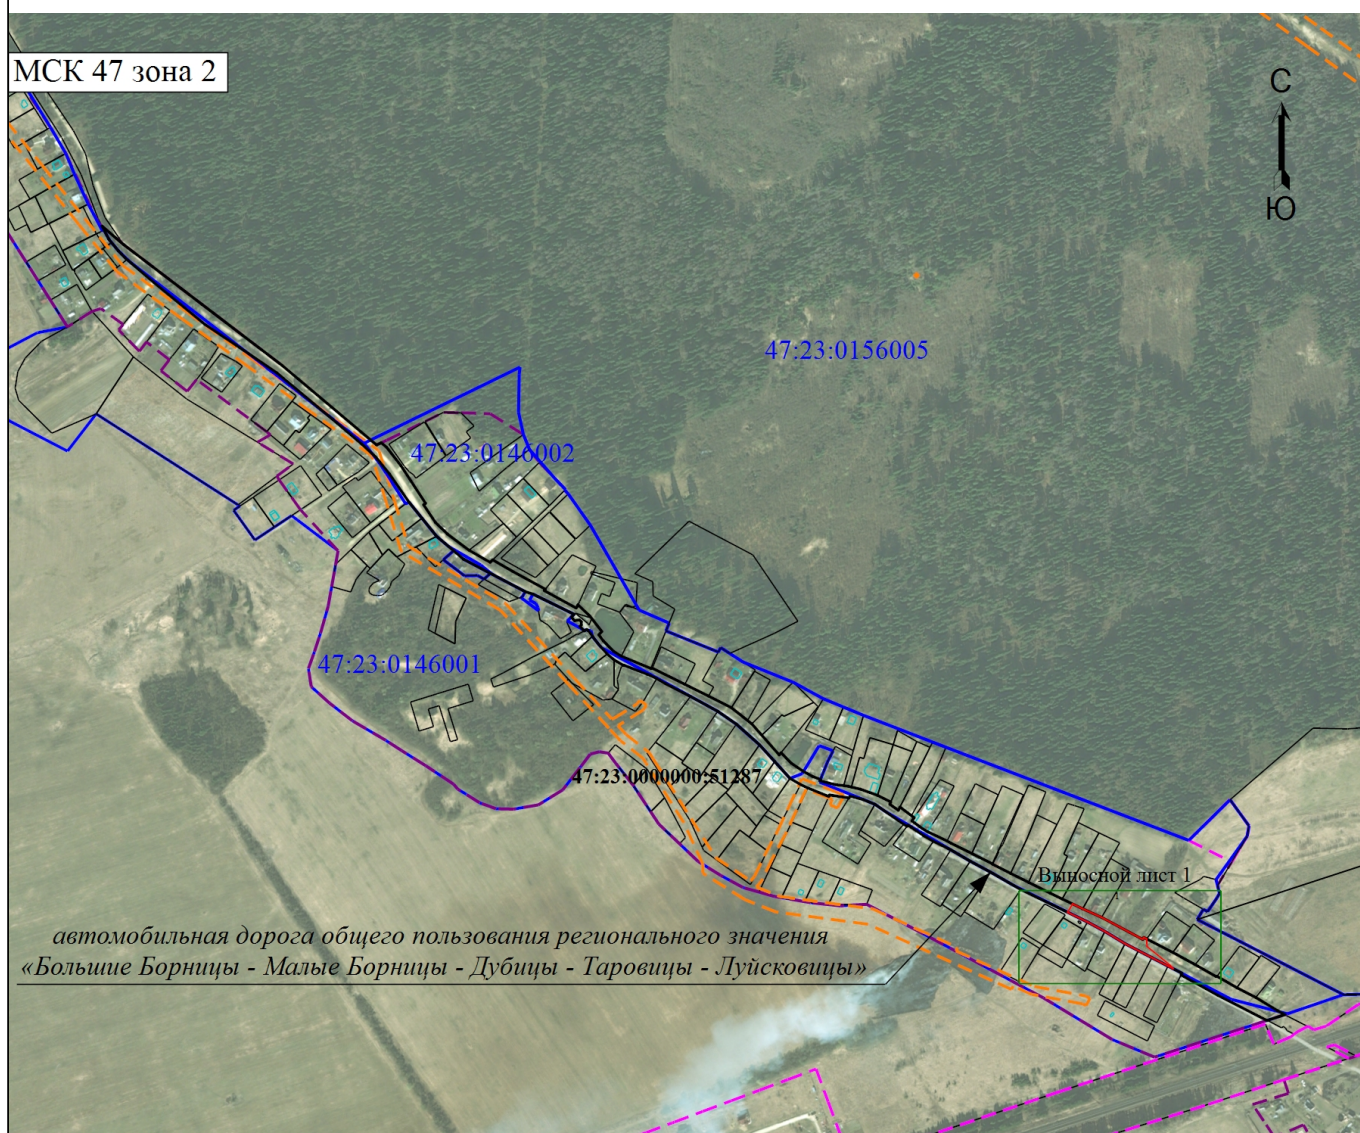 МСК 47 зона 2
С
Ю
47:23:0156005
47:23:0146002
47:23:0146001
47:23:0000000:51287
Выносной лист 1
1
автомобильная дорога общего пользования регионального значения
«Большие Борницы - Малые Борницы - Дубицы - Таровицы - Луйсковицы»